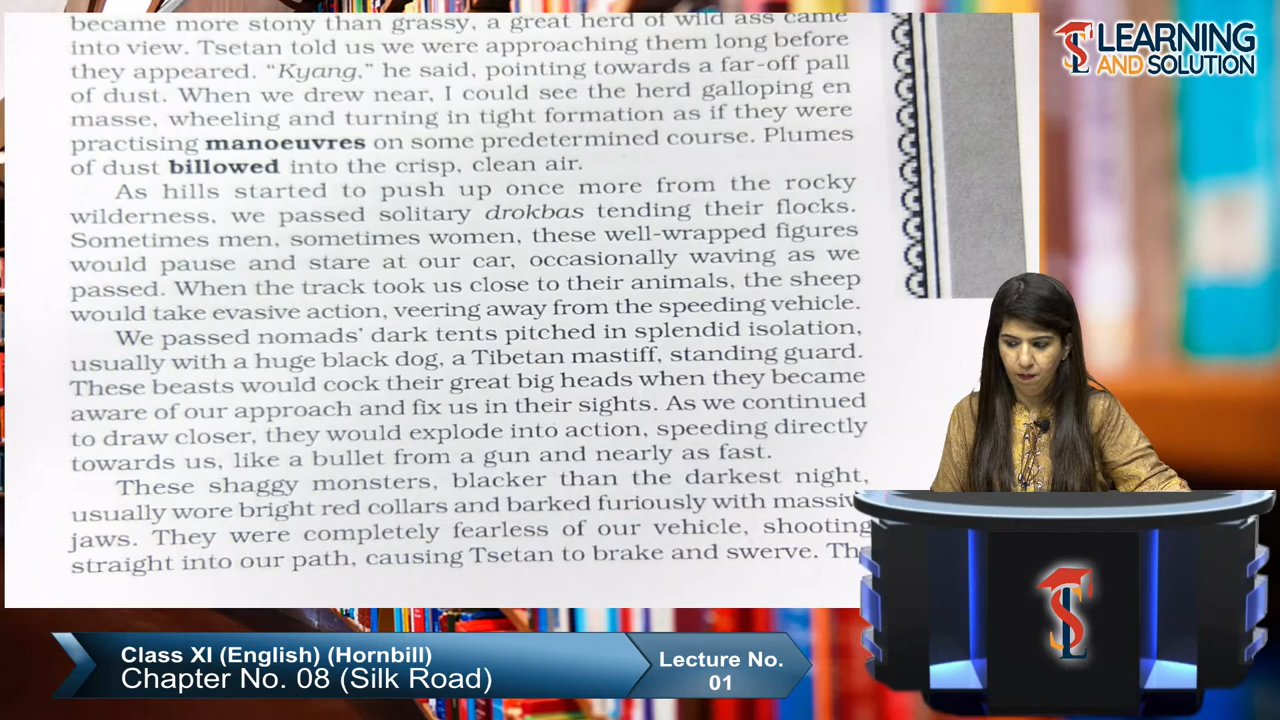 became more stony than grassy, a great herd of wild ass came
into view. Tsetan told us we were approaching them long before
they appeared. “Kyang,” he said, pointing towards a far-off pall
of dust. When we drew near, I could see the herd galloping en
masse, wheeling and turning in tight formation as if they were
practising manoeuvres on some predetermined course. Plumes
of dust billowed into the crisp, clean air.
As hills started to push up once more from the rocky
wilderness, we passed solitary drokbas tending their flocks.
Sometimes men, sometimes women, these well-wrapped figures
would pause and stare at our car, occasionally waving as we
passed. When the track took us close to their animals, the sheep
would take evasive action, veering away from the speeding vehicle.
We passed nomads’ dark tents pitched in splendid isolation,
usually with a huge black dog, a Tibetan mastiff, standing guard.
These beasts would cock their great big heads when they became
aware of our approach and fix us in their sights. As we continued
to draw closer, they would explode into action, speeding directly
towards us, like a bullet from a gun and nearly as fast.
These shaggy monsters, blacker than the darkest night,
usually wore bright red collars and barked furiously with massiv
jaws. They were completely fearless of our vehicle, shooting
straight into our path, causing Tsetan to brake and swerve. Th
LEARNING
AND SOLUTION
Class XI (English) (Hornbill)
Chapter No. 08 (Silk Road)
Lecture No.
01